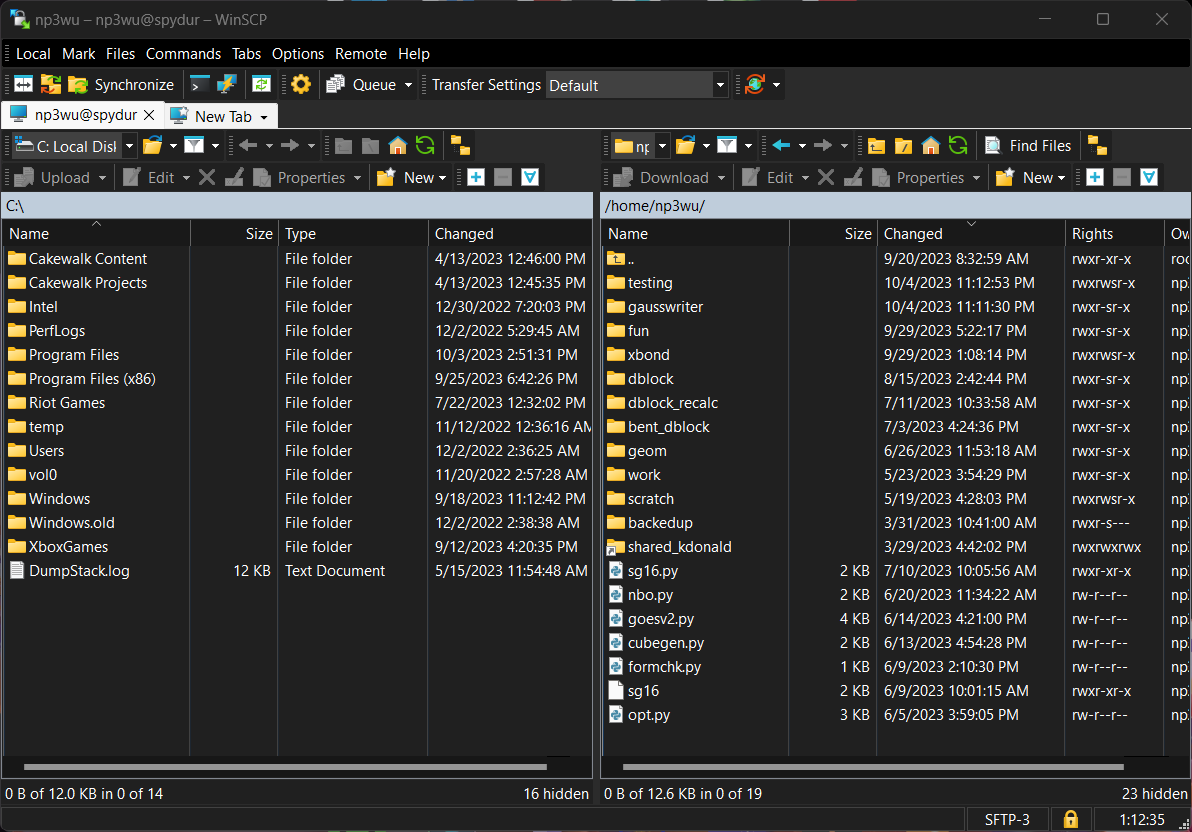 np3wu – np3wu@spydur – WinSCP
Local Mark Files Commands Tabs Options Remote Help
Synchronize Queue Transfer Settings Default
np3wu@spydur New Tab
C: Local Disk np Find Files
Upload Edit Properties New Download Edit Properties New
C:\ /home/np3wu/
Name Size Type Changed Name Size Changed Rights Ow
Cakewalk Content File folder 4/13/2023 12:46:00 PM .. 9/20/2023 8:32:59 AM rwxr-xr-x roo
Cakewalk Projects File folder 4/13/2023 12:45:35 PM testing 10/4/2023 11:12:53 PM rwxrwsr-x np
Intel File folder 12/30/2022 7:20:03 PM gausswriter 10/4/2023 11:11:30 PM rwxr-sr-x np
PerfLogs File folder 12/2/2022 5:29:45 AM fun 9/29/2023 5:22:17 PM rwxr-sr-x np
Program Files File folder 10/3/2023 2:51:31 PM xbond 9/29/2023 1:08:14 PM rwxrwsr-x np
Program Files (x86) File folder 9/25/2023 6:42:26 PM dblock 8/15/2023 2:42:44 PM rwxr-sr-x np
Riot Games File folder 7/22/2023 12:32:02 PM dblock_recalc 7/11/2023 10:33:58 AM rwxr-sr-x np
temp File folder 11/12/2022 12:36:16 AM bent_dblock 7/3/2023 4:24:36 PM rwxr-sr-x np
Users File folder 12/2/2022 2:36:25 AM geom 6/26/2023 11:53:18 AM rwxr-sr-x np
vol0 File folder 11/20/2022 2:57:28 AM work 5/23/2023 3:54:29 PM rwxr-sr-x np
Windows File folder 9/18/2023 11:12:42 PM scratch 5/19/2023 4:28:03 PM rwxrwsr-x np
Windows.old File folder 12/2/2022 2:38:38 AM backedup 3/31/2023 10:41:00 AM rwxr-s--- np
XboxGames File folder 9/12/2023 4:20:35 PM shared_kdonald 3/29/2023 4:42:02 PM rwxrwxrwx np
DumpStack.log 12 KB Text Document 5/15/2023 11:54:48 AM sg16.py 2 KB 7/10/2023 10:05:56 AM rwxr-xr-x np
nbo.py 2 KB 6/20/2023 11:34:22 AM rw-r--r-- np
goesv2.py 4 KB 6/14/2023 4:21:00 PM rw-r--r-- np
cubegen.py 2 KB 6/13/2023 4:54:28 PM rw-r--r-- np
formchk.py 1 KB 6/9/2023 2:10:30 PM rw-r--r-- np
sg16 2 KB 6/9/2023 10:01:15 AM rwxr-xr-x np
opt.py 3 KB 6/5/2023 3:59:05 PM rw-r--r-- np
0 B of 12.0 KB in 0 of 14 16 hidden 0 B of 12.6 KB in 0 of 19 23 hidden
SFTP-3 1:12:35